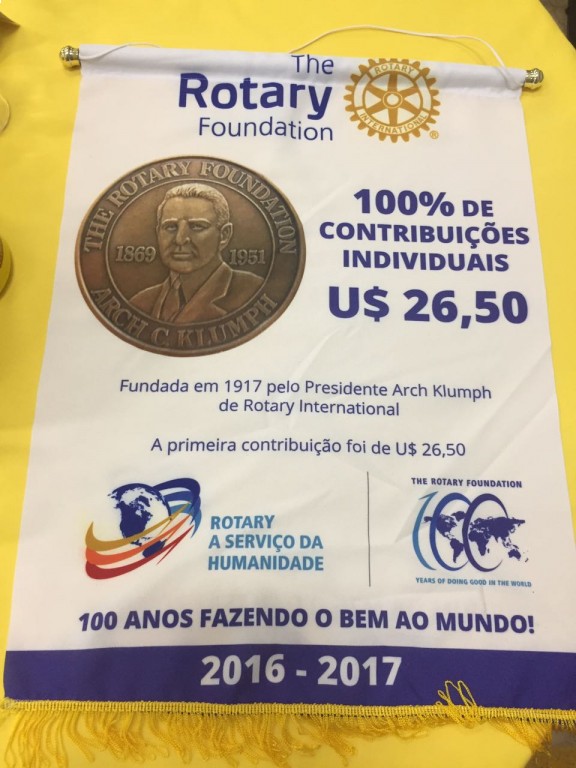 The
Rotary
Foundation
ROTARY
INTERNATIONAL
®
THE ROTARY FOUNDATION
1869 1951
ARCH C KLUMPH
100% DE
CONTRIBUIÇÕES
INDIVIDUAIS
U$ 26,50
Fundada em 1917 pelo Presidente Arch Klumph
de Rotary International
A primeira contribuição foi de U$ 26,50
ROTARY
A SERVIÇO DA
HUMANIDADE
THE ROTARY FOUNDATION
100
YEARS OF DOING GOOD IN THE WORLD
100 ANOS FAZENDO O BEM AO MUNDO!
2016 - 2017